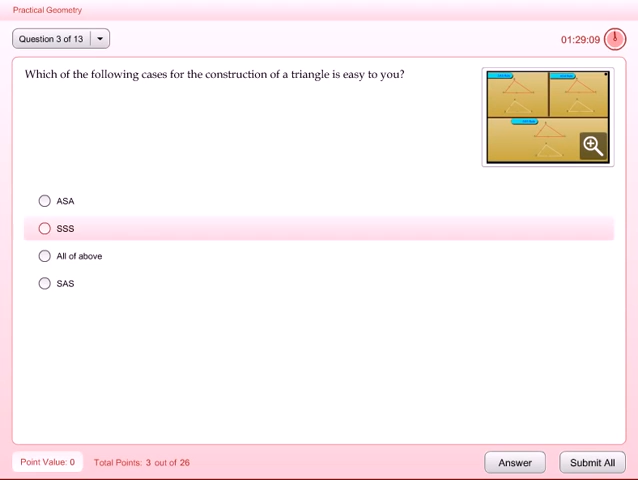 Practical Geometry
Question 3 of 13
01:29:09
Which of the following cases for the construction of a triangle is easy to you?
ASA
SSS
All of above
SAS
Point Value: 0
Total Points: 3 out of 26
Answer
Submit All